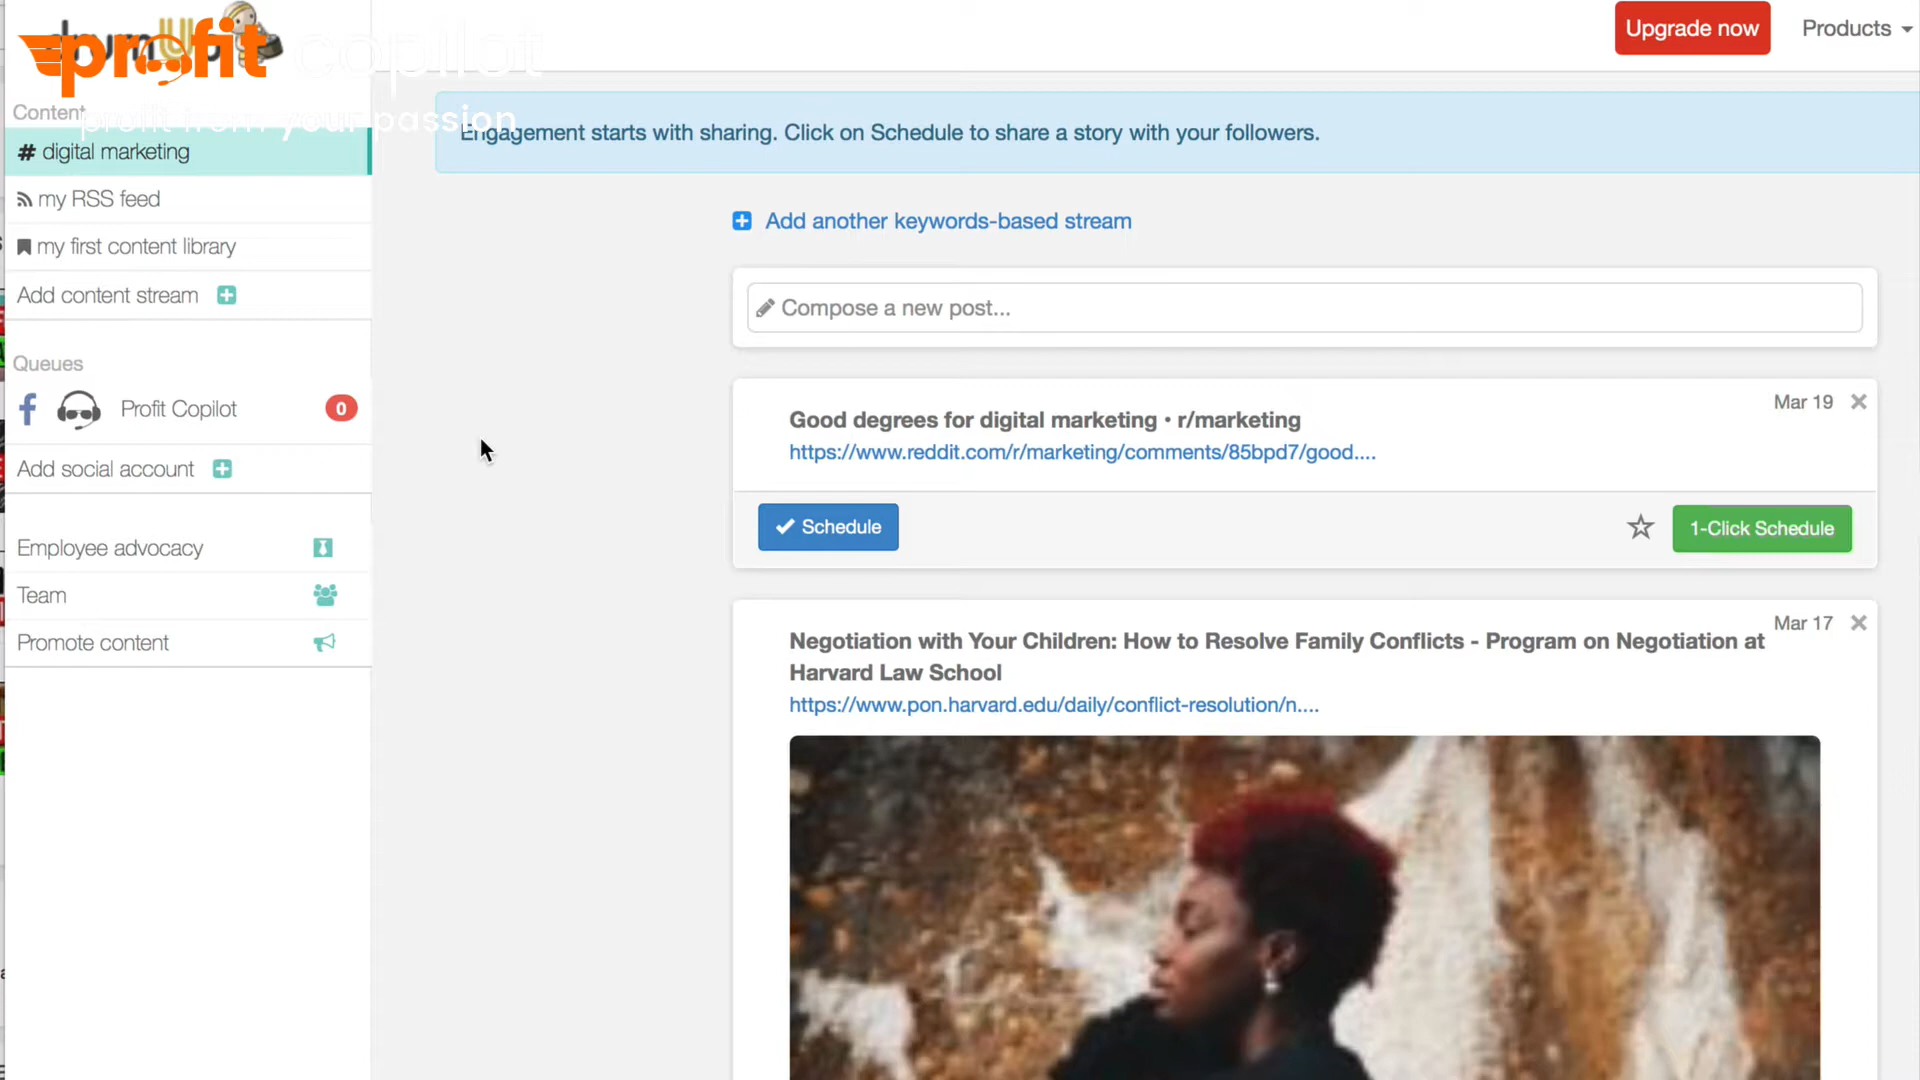 profit copilot
profit from your passion
Upgrade now
Products
Content
# digital marketing
my RSS feed
my first content library
Add content stream
Queues
Profit Copilot
0
Add social account
Employee advocacy
Team
Promote content
Engagement starts with sharing. Click on Schedule to share a story with your followers.
Add another keywords-based stream
Compose a new post...
Mar 19
Good degrees for digital marketing • r/marketing
https://www.reddit.com/r/marketing/comments/85bpd7/good....
Schedule
1-Click Schedule
Mar 17
Negotiation with Your Children: How to Resolve Family Conflicts - Program on Negotiation at
Harvard Law School
https://www.pon.harvard.edu/daily/conflict-resolution/n....